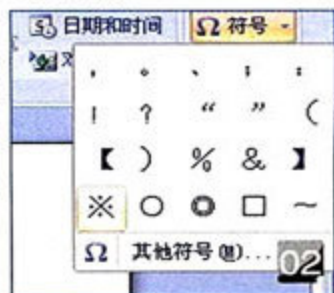 日期和时间 Ω 符号
， 。 、 ； ：
！ ？ “ ” （
【 ） % & 】
※ ○ ◎ □ ～
Ω 其他符号(M)...
02